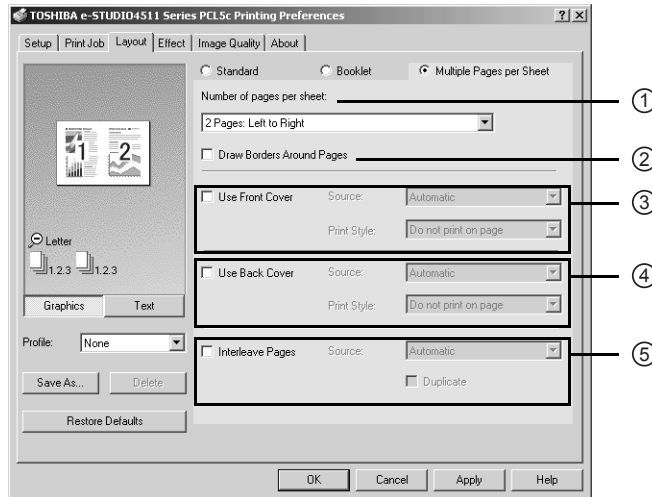 TOSHIBA e-STUDIO4511 Series PCL5c Printing Preferences
Setup Print Job Layout Effect Image Quality About
Standard Booklet Multiple Pages per Sheet
Number of pages per sheet: 1
2 Pages: Left to Right
Draw Borders Around Pages 2
1 2
Use Front Cover Source: Automatic 3
Print Style: Do not print on page
Letter
1.2.3 1.2.3
Use Back Cover Source: Automatic 4
Print Style: Do not print on page
Graphics Text
Profile: None
Interleave Pages Source: Automatic 5
Duplicate
Save As... Delete
Restore Defaults
OK Cancel Apply Help